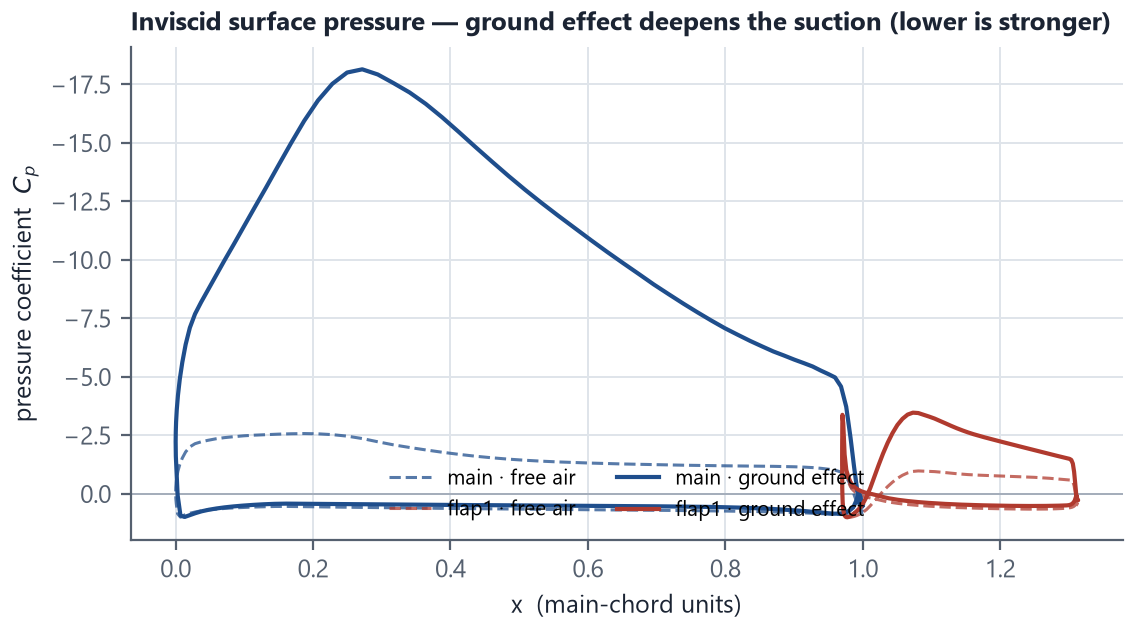 Inviscid surface pressure — ground effect deepens the suction (lower is stronger)
−17.5
−15.0
−12.5
−10.0
−7.5
−5.0
−2.5
0.0
pressure coefficient Cp
main · free air
main · ground effect
flap1 · free air
flap1 · ground effect
0.0 0.2 0.4 0.6 0.8 1.0 1.2
x (main-chord units)